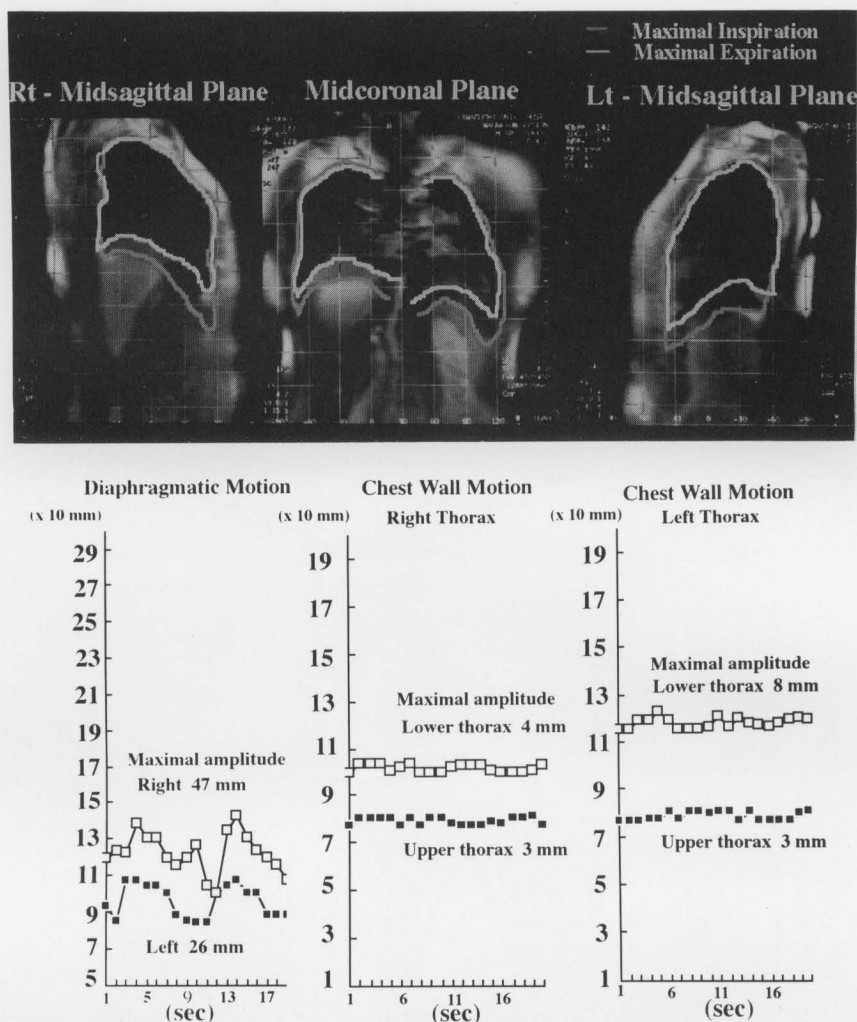 Maximal Inspiration
Maximal Expiration
Rt - Midsagittal Plane
Midcoronal Plane
Lt - Midsagittal Plane
Diaphragmatic Motion
(x 10 mm)
29
27
25
23
21
19
17
15
13
11
9
7
5
Maximal amplitude
Right 47 mm
Left 26 mm
1 5 9 13 17
(sec)
Chest Wall Motion
Right Thorax
(x 10 mm)
19
17
15
13
10
9
7
5
3
1
Maximal amplitude
Lower thorax 4 mm
Upper thorax 3 mm
1 6 11 16
(sec)
Chest Wall Motion
Left Thorax
(x 10 mm)
19
17
15
13
11
9
7
5
3
1
Maximal amplitude
Lower thorax 8 mm
Upper thorax 3 mm
1 6 11 16
(sec)